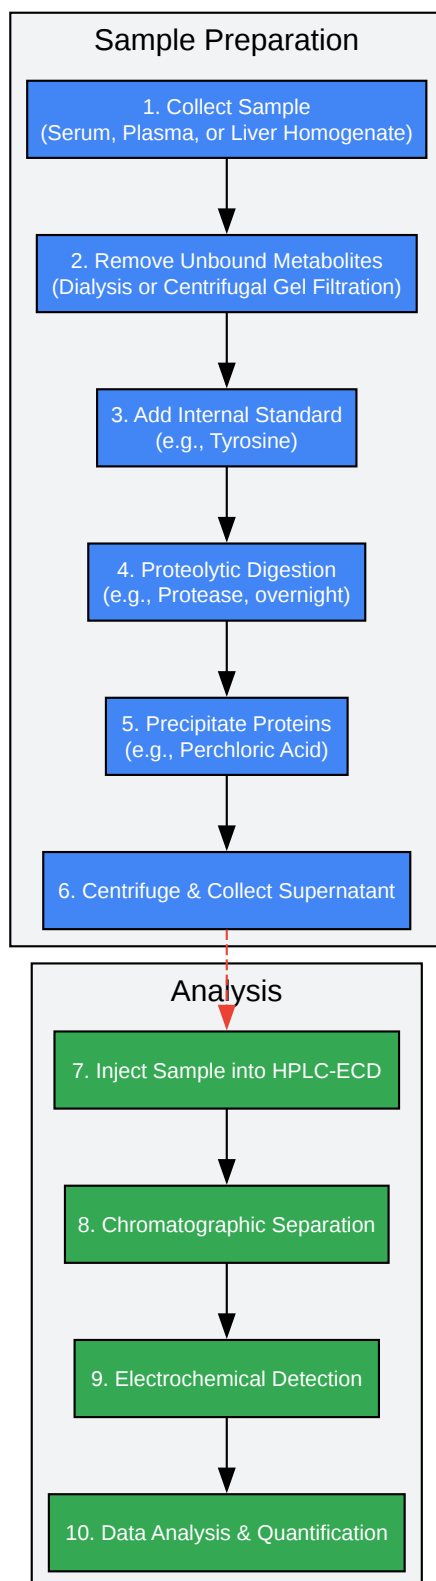 Sample Preparation
1. Collect Sample
(Serum, Plasma, or Liver Homogenate)
2. Remove Unbound Metabolites
(Dialysis or Centrifugal Gel Filtration)
3. Add Internal Standard
(e.g., Tyrosine)
4. Proteolytic Digestion
(e.g., Protease, overnight)
5. Precipitate Proteins
(e.g., Perchloric Acid)
6. Centrifuge & Collect Supernatant
Analysis
7. Inject Sample into HPLC-ECD
8. Chromatographic Separation
9. Electrochemical Detection
10. Data Analysis & Quantification